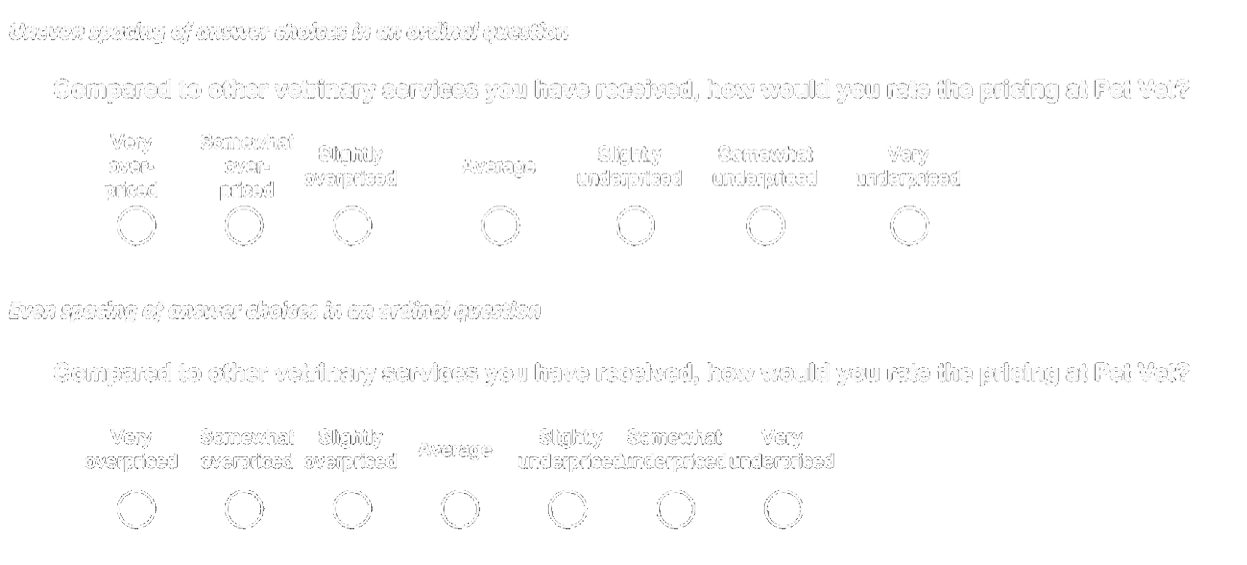 Uneven spacing of answer choices in an ordinal question
Compared to other vetrinary services you have received, how would you rate the pricing at Pet Vet?
Very over- priced
Somewhat over- priced
Slightly overpriced
Average
Slighty underpriced
Somewhat underpriced
Very underpriced
Even spacing of answer choices in an ordinal question
Compared to other vetrinary services you have received, how would you rate the pricing at Pet Vet?
Very overpriced
Somewhat overpriced
Slightly overpriced
Average
Slighty underpriced
Somewhat underpriced
Very underpriced